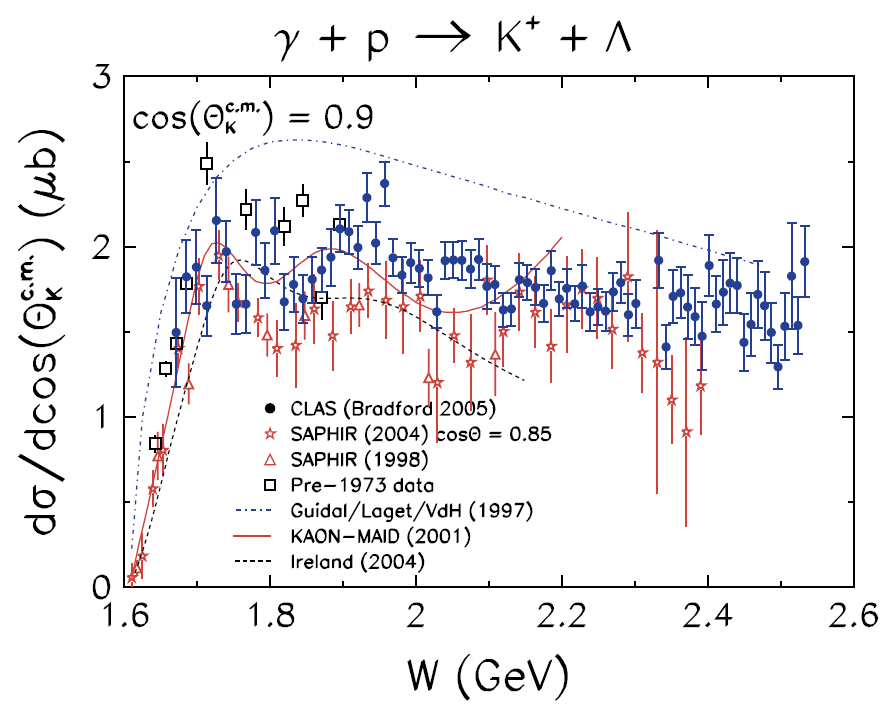 γ + p → K⁺ + Λ
cos(Θ_K^{c.m.}) = 0.9
dσ/dcos(Θ_K^{c.m.}) (μb)
3
2
1
0
CLAS (Bradford 2005)
SAPHIR (2004) cosΘ = 0.85
SAPHIR (1998)
Pre−1973 data
Guidal/Laget/VdH (1997)
KAON−MAID (2001)
Ireland (2004)
1.6 1.8 2 2.2 2.4 2.6
W (GeV)